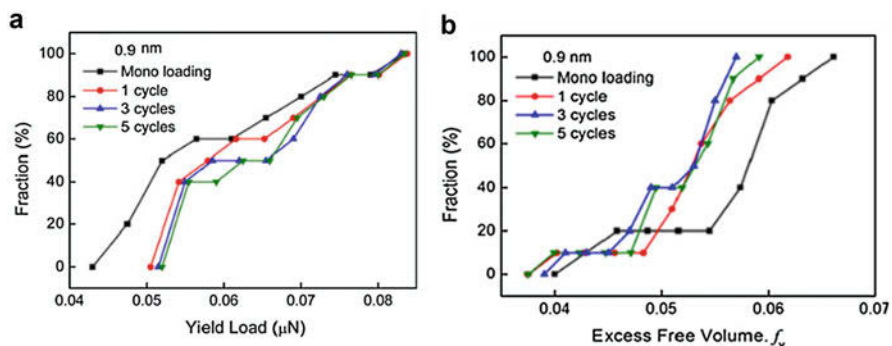 a
0.9 nm
Mono loading
1 cycle
3 cycles
5 cycles
Fraction (%)
100
80
60
40
20
0
0.04
0.05
0.06
0.07
0.08
Yield Load (μN)
b
0.9 nm
Mono loading
1 cycle
3 cycles
5 cycles
Fraction (%)
100
80
60
40
20
0
0.04
0.05
0.06
0.07
Excess Free Volume. fᵥ